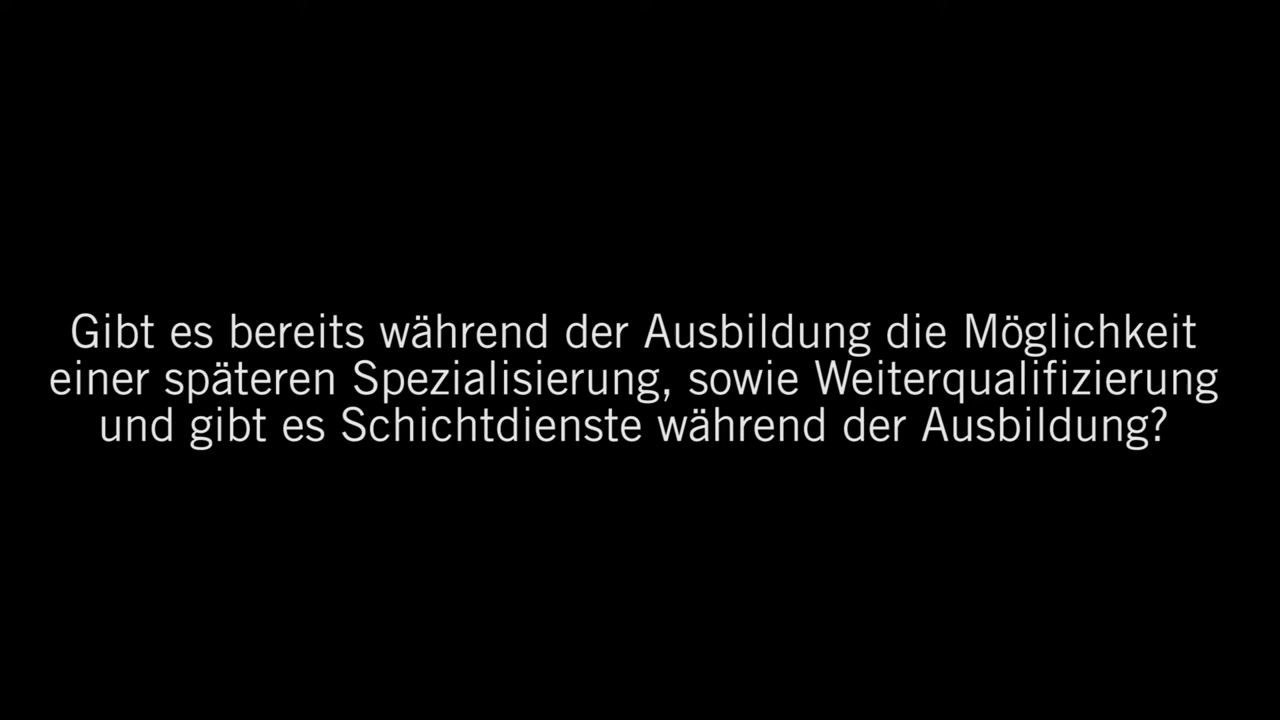 Gibt es bereits während der Ausbildung die Möglichkeit
einer späteren Spezialisierung, sowie Weiterqualifizierung
und gibt es Schichtdienste während der Ausbildung?